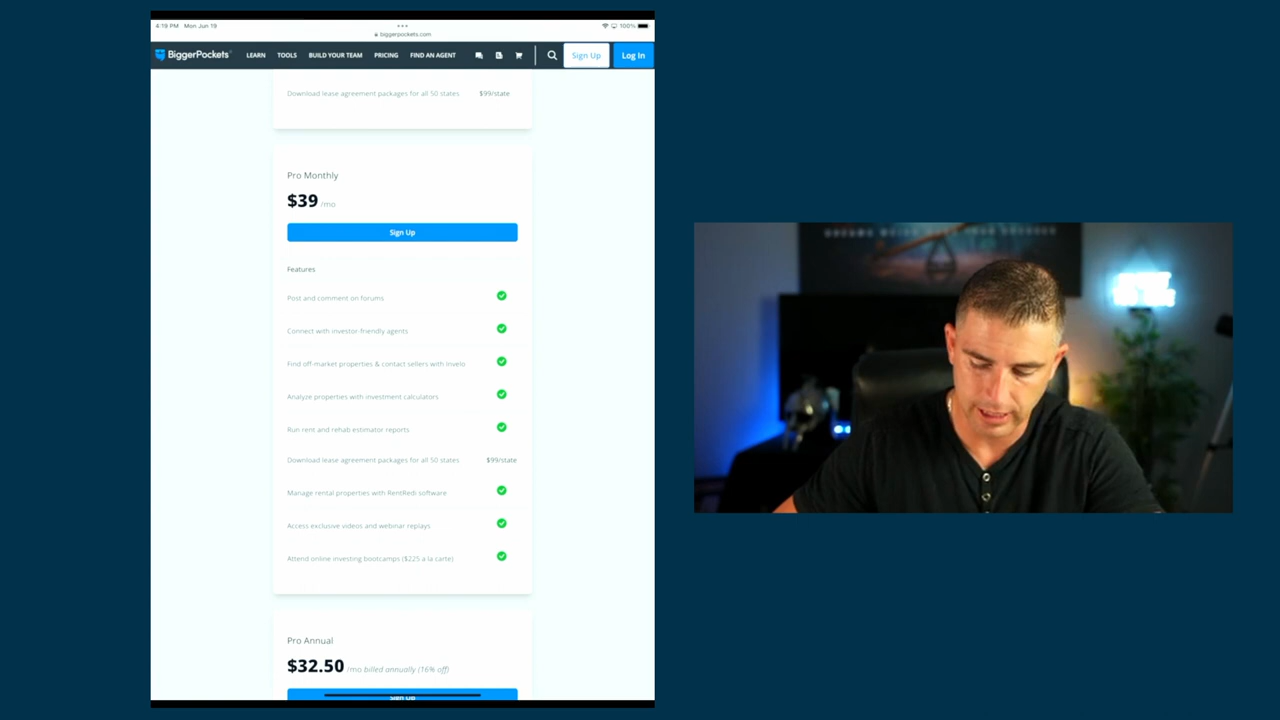 4:19 PM Mon Jun 19
100%
biggerpockets.com
BiggerPockets
LEARN TOOLS BUILD YOUR TEAM PRICING FIND AN AGENT Sign Up Log In
Download lease agreement packages for all 50 states $99/state
Pro Monthly
$39 /mo
Sign Up
Features
Post and comment on forums
Connect with investor-friendly agents
Find off-market properties & contact sellers with Invelo
Analyze properties with investment calculators
Run rent and rehab estimator reports
Download lease agreement packages for all 50 states $99/state
Manage rental properties with RentRedi software
Access exclusive videos and webinar replays
Attend online investing bootcamps ($225 a la carte)
Pro Annual
$32.50 /mo billed annually (16% off)
Sign Up